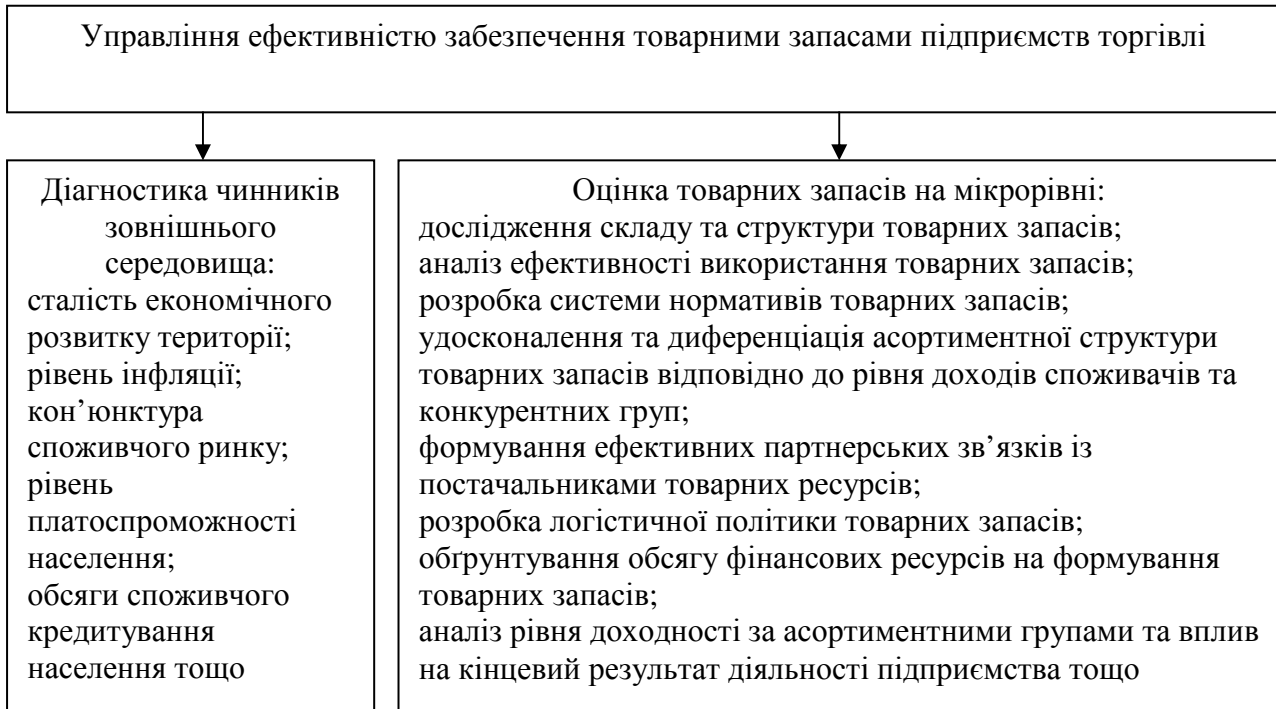 Управління ефективністю забезпечення товарними запасами підприємств торгівлі
Діагностика чинників
зовнішнього
середовища:
сталість економічного
розвитку території;
рівень інфляції;
кон’юнктура
споживчого ринку;
рівень
платоспроможності
населення;
обсяги споживчого
кредитування
населення тощо
Оцінка товарних запасів на мікрорівні:
дослідження складу та структури товарних запасів;
аналіз ефективності використання товарних запасів;
розробка системи нормативів товарних запасів;
удосконалення та диференціація асортиментної структури
товарних запасів відповідно до рівня доходів споживачів та
конкурентних груп;
формування ефективних партнерських зв’язків із
постачальниками товарних ресурсів;
розробка логістичної політики товарних запасів;
обґрунтування обсягу фінансових ресурсів на формування
товарних запасів;
аналіз рівня доходності за асортиментними групами та вплив
на кінцевий результат діяльності підприємства тощо